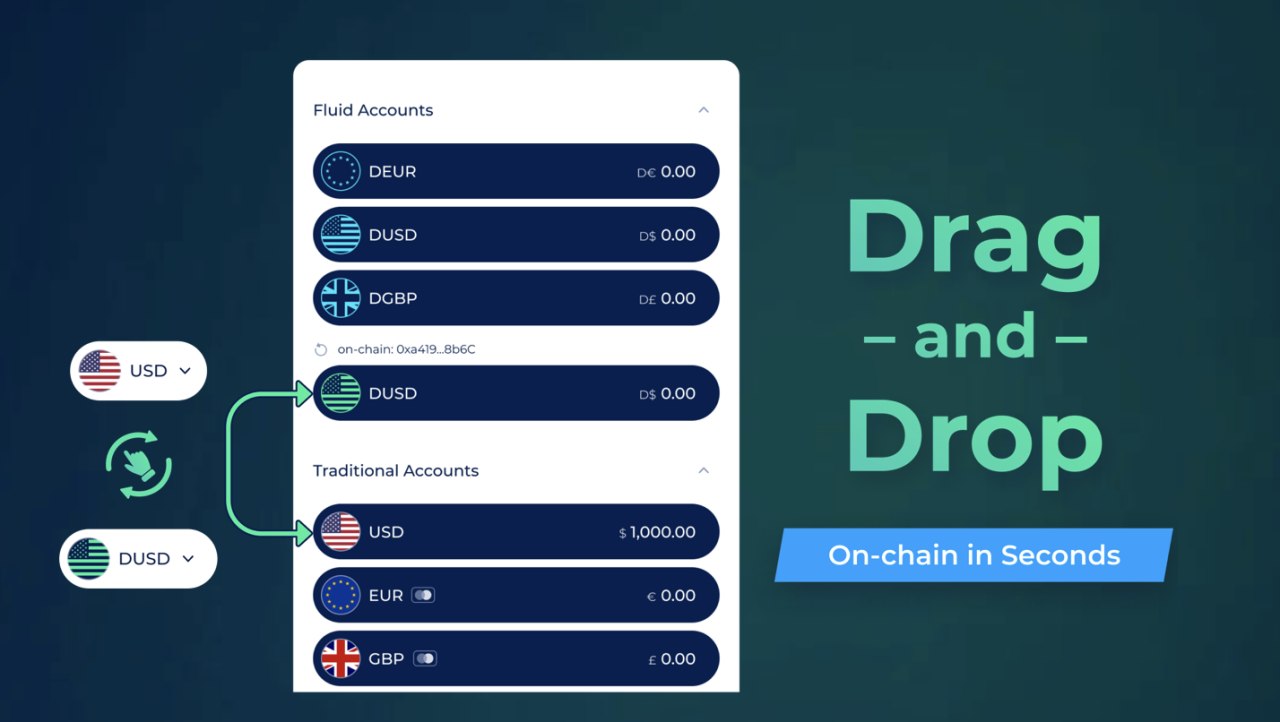 Fluid Accounts
DEUR D€ 0.00
DUSD D$ 0.00
DGBP D£ 0.00
on-chain: 0xa419...8b6C
DUSD D$ 0.00
Traditional Accounts
USD $ 1,000.00
EUR € 0.00
GBP £ 0.00
USD
DUSD
Drag
– and –
Drop
On-chain in Seconds